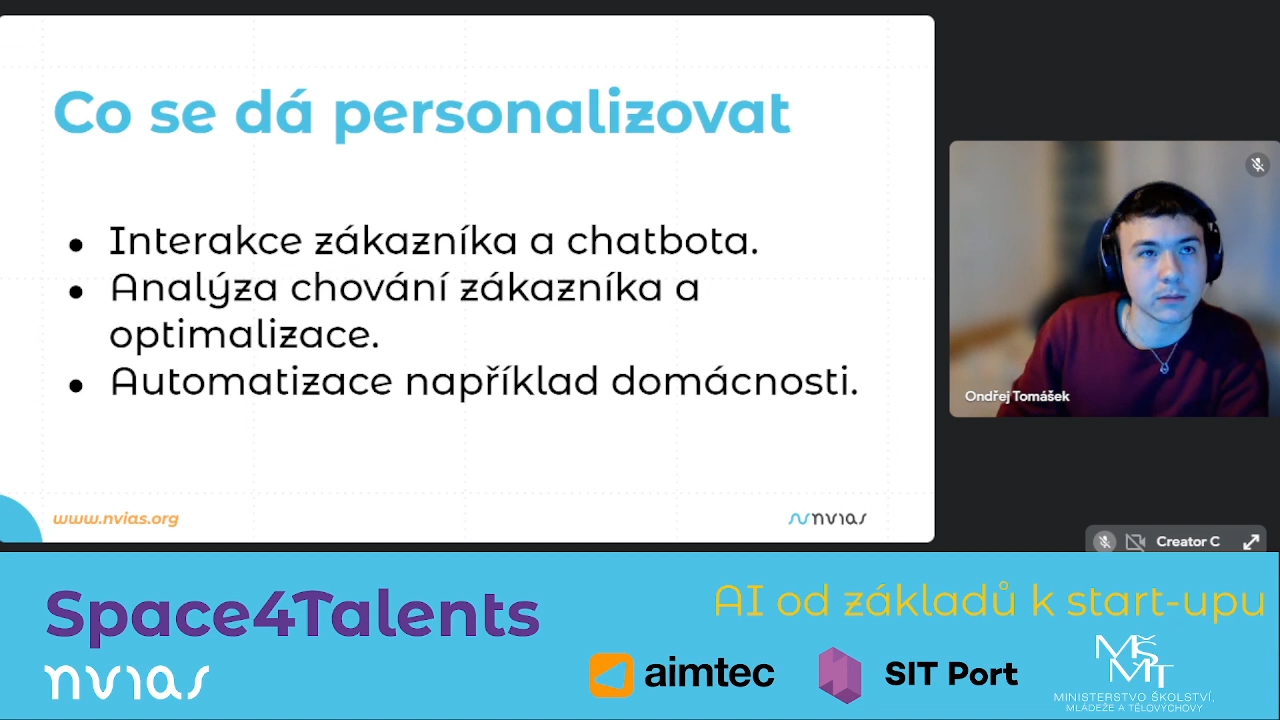 Co se dá personalizovat
Interakce zákazníka a chatbota.
Analýza chování zákazníka a
optimalizace.
Automatizace například domácnosti.
www.nvias.org
nvias
Ondřej Tomášek
Creator C
Space4Talents
nvias
AI od základů k start-upu
aimtec
SIT Port
MŠMT
MINISTERSTVO ŠKOLSTVÍ,
MLÁDEŽE A TĚLOVÝCHOVY